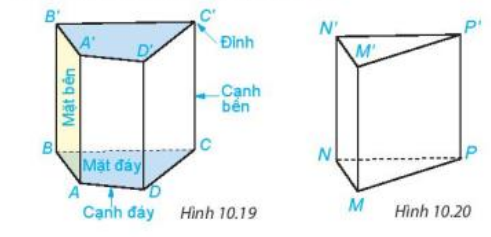 B' C' N' P'
A' D' Đỉnh M'
Mặt bên Cạnh bên
B C N P
Mặt đáy
A D M
Cạnh đáy Hình 10.19 Hình 10.20